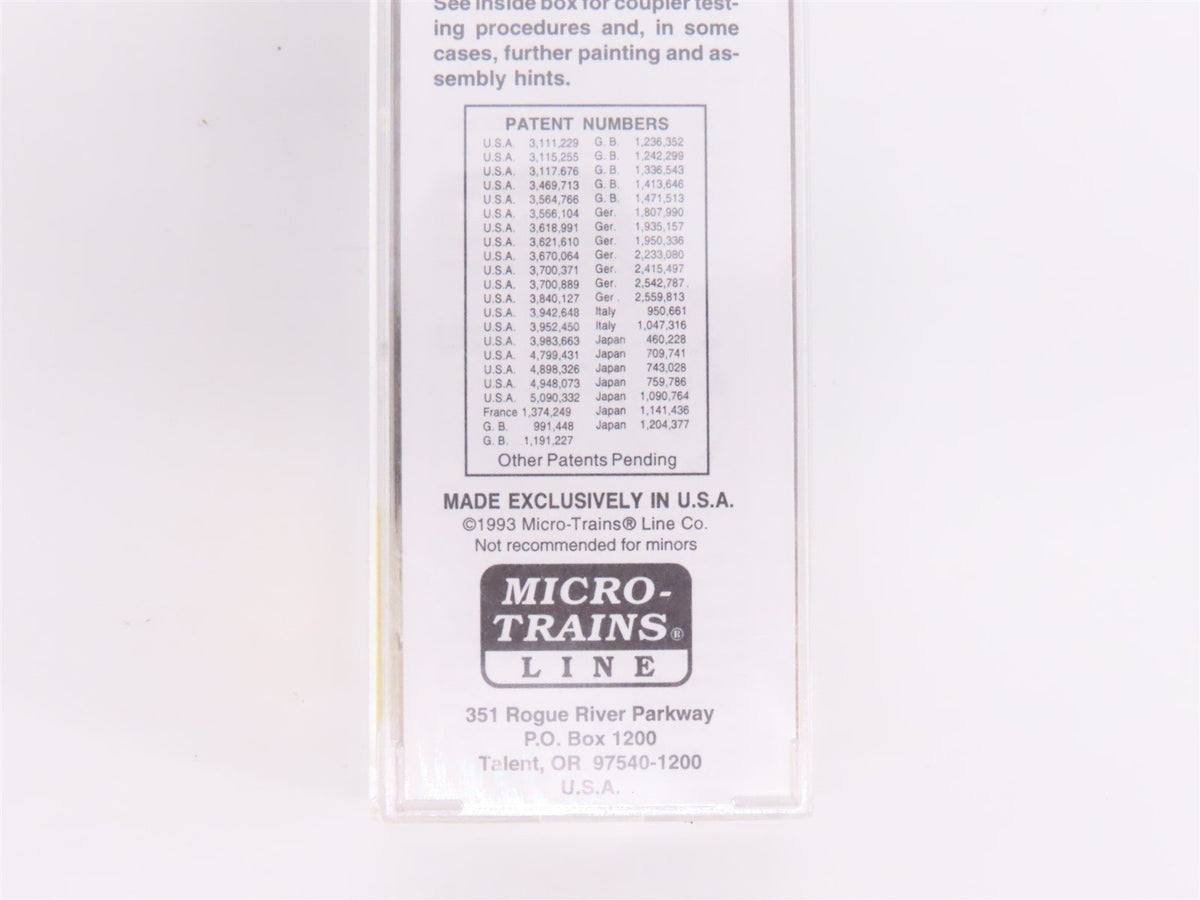 See inside box for coupler test-
ing procedures and, in some
cases, further painting and as-
sembly hints.
PATENT NUMBERS
U.S.A. 3,111,229 G. B. 1,236,352
U.S.A. 3,115,255 G. B. 1,242,299
U.S.A. 3,117.676 G. B. 1,336,543
U.S.A. 3,469,713 G. B. 1,413,646
U.S.A. 3,564,766 G. B. 1,471,513
U.S.A. 3,566,104 Ger. 1,807,990
U.S.A. 3,618,991 Ger. 1,935,157
U.S.A. 3,621,610 Ger. 1,950,336
U.S.A. 3,670,064 Ger. 2,233,080
U.S.A. 3,700,371 Ger. 2,415,497
U.S.A. 3,700,889 Ger. 2,542,787
U.S.A. 3,840,127 Ger. 2,559,813
U.S.A. 3,942,648 Italy 950.661
U.S.A. 3,952,450 Italy 1,047,316
U.S.A. 3,983,663 Japan 460,228
U.S.A. 4,799,431 Japan 709,741
U.S.A. 4,898,326 Japan 743,028
U.S.A. 4,948,073 Japan 759,786
U.S.A. 5,090,332 Japan 1,090,764
France 1,374,249 Japan 1,141,436
G. B. 991,448 Japan 1,204,377
G. B. 1,191,227
Other Patents Pending
MADE EXCLUSIVELY IN U.S.A.
©1993 Micro-Trains® Line Co.
Not recommended for minors
MICRO-
TRAINS®
LINE
351 Rogue River Parkway
P.O. Box 1200
Talent, OR 97540-1200
U.S.A.